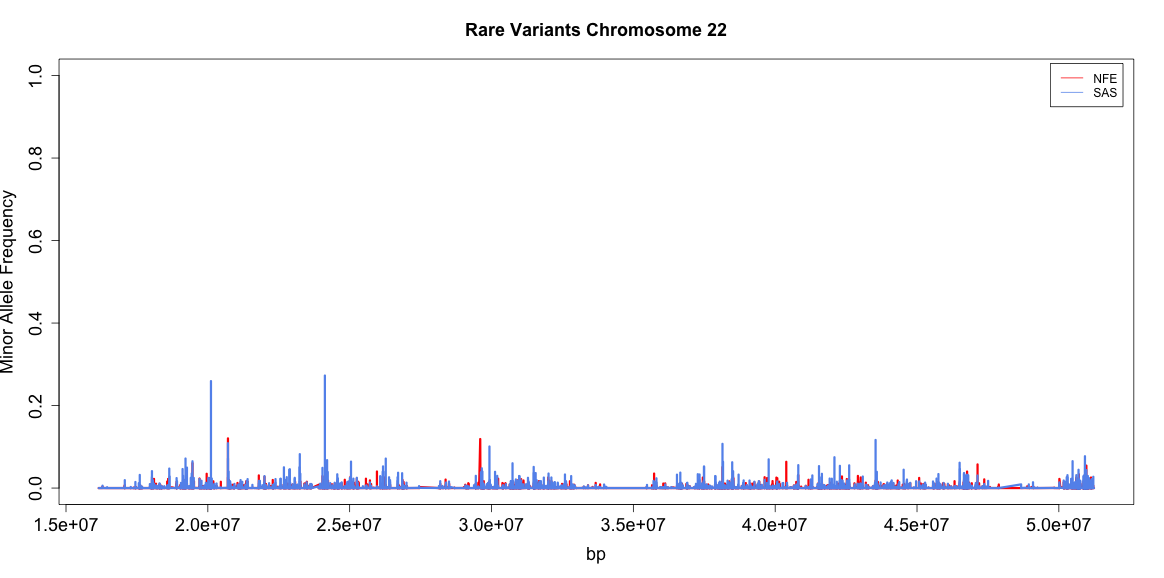 Rare Variants Chromosome 22
NFE
SAS
Minor Allele Frequency
1.0
0.8
0.6
0.4
0.2
0.0
1.5e+07 2.0e+07 2.5e+07 3.0e+07 3.5e+07 4.0e+07 4.5e+07 5.0e+07
bp